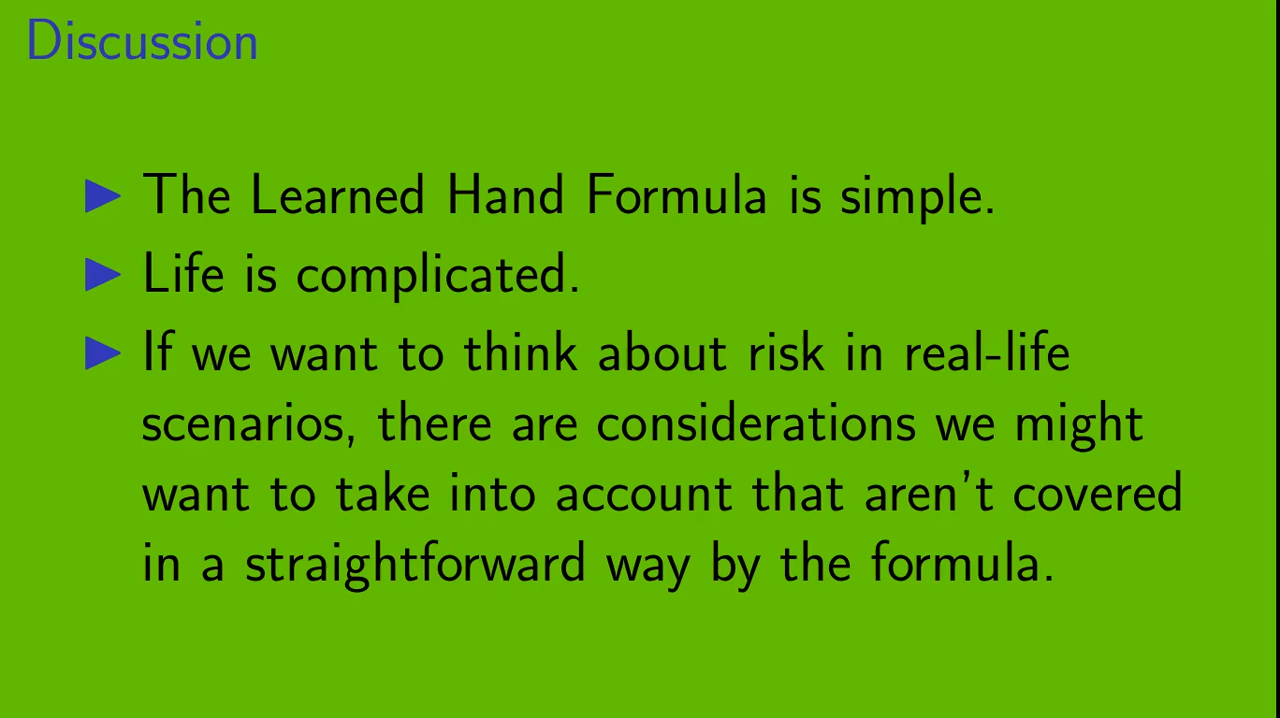 Discussion
▶ The Learned Hand Formula is simple.
▶ Life is complicated.
▶ If we want to think about risk in real-life
scenarios, there are considerations we might
want to take into account that aren't covered
in a straightforward way by the formula.